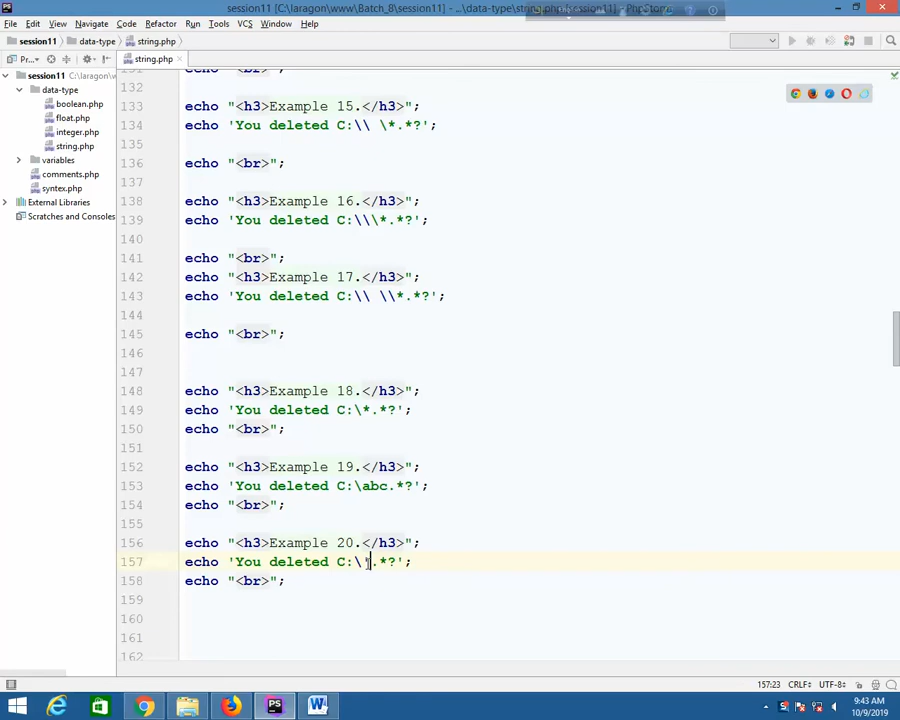 session11 [C:\laragon\www\Batch_8\session11] - ...\data-type\string.php [session11] - PhpStorm
File Edit View Navigate Code Refactor Run Tools VCS Window Help
session11 data-type string.php
Pr... string.php
session11 C:\laragon\w
data-type
boolean.php
float.php
integer.php
string.php
variables
comments.php
syntex.php
External Libraries
Scratches and Consoles
131 echo "<br>";
132
133 echo "<h3>Example 15.</h3>";
134 echo 'You deleted C:\\ \*.*?';
135
136 echo "<br>";
137
138 echo "<h3>Example 16.</h3>";
139 echo 'You deleted C:\\\*.*?';
140
141 echo "<br>";
142 echo "<h3>Example 17.</h3>";
143 echo 'You deleted C:\\ \\*.*?';
144
145 echo "<br>";
146
147
148 echo "<h3>Example 18.</h3>";
149 echo 'You deleted C:\*.*?';
150 echo "<br>";
151
152 echo "<h3>Example 19.</h3>";
153 echo 'You deleted C:\abc.*?';
154 echo "<br>";
155
156 echo "<h3>Example 20.</h3>";
157 echo 'You deleted C:\'.*?';
158 echo "<br>";
159
160
161
162
157:23 CRLF÷ UTF-8÷
PS
9:43 AM
10/9/2019